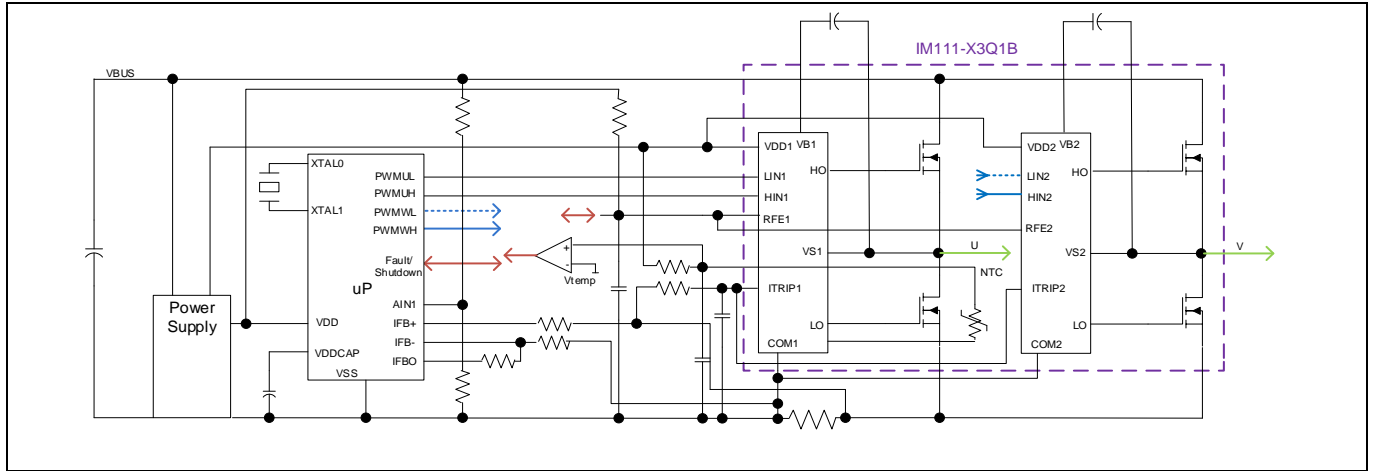 IM111-X3Q1B
VBUS
XTAL0
XTAL1
PWMUL
PWMUH
PWMWL
PWMWH
Fault/
Shutdown
uP
AIN1
VDD
IFB+
IFB-
VDDCAP
IFBO
VSS
Power
Supply
+
-
Vtemp
VDD1 VB1
LIN1
HO
HIN1
RFE1
VS1
U
NTC
ITRIP1
LO
COM1
VDD2 VB2
LIN2
HO
HIN2
RFE2
VS2
V
ITRIP2
LO
COM2